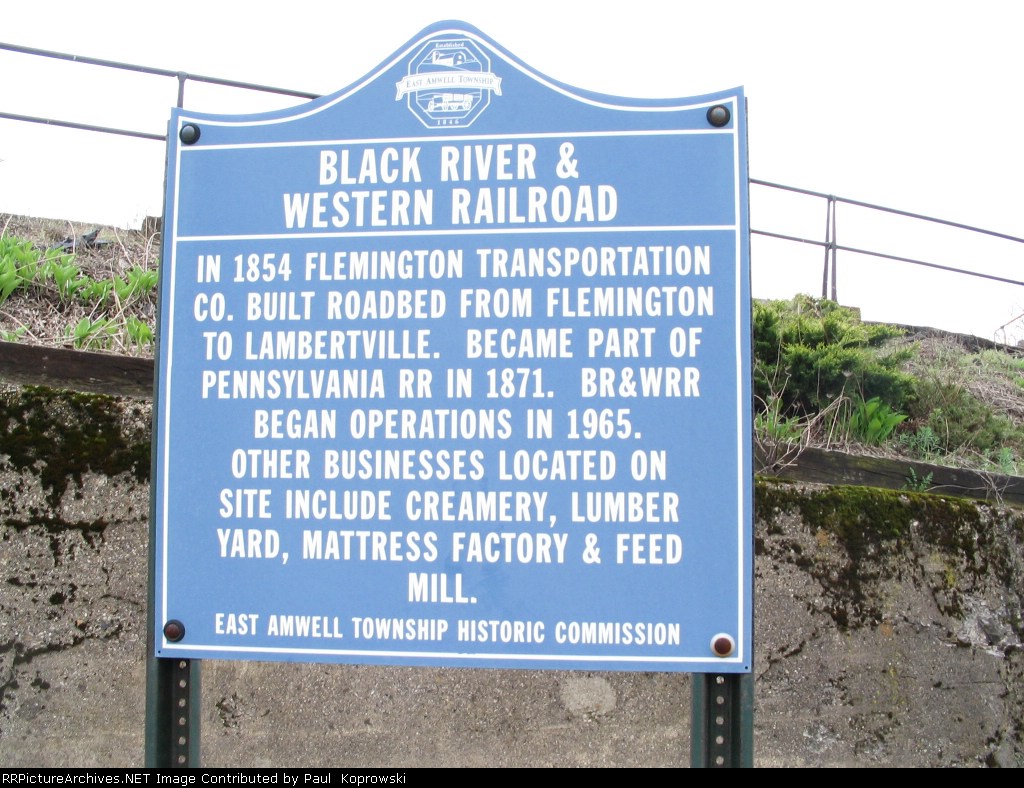 Established
EAST AMWELL TOWNSHIP
1846
BLACK RIVER &
WESTERN RAILROAD
IN 1854 FLEMINGTON TRANSPORTATION
CO. BUILT ROADBED FROM FLEMINGTON
TO LAMBERTVILLE. BECAME PART OF
PENNSYLVANIA RR IN 1871. BR&WRR
BEGAN OPERATIONS IN 1965.
OTHER BUSINESSES LOCATED ON
SITE INCLUDE CREAMERY, LUMBER
YARD, MATTRESS FACTORY & FEED
MILL.
EAST AMWELL TOWNSHIP HISTORIC COMMISSION
RRPictureArchives.NET Image Contributed by Paul Koprowski